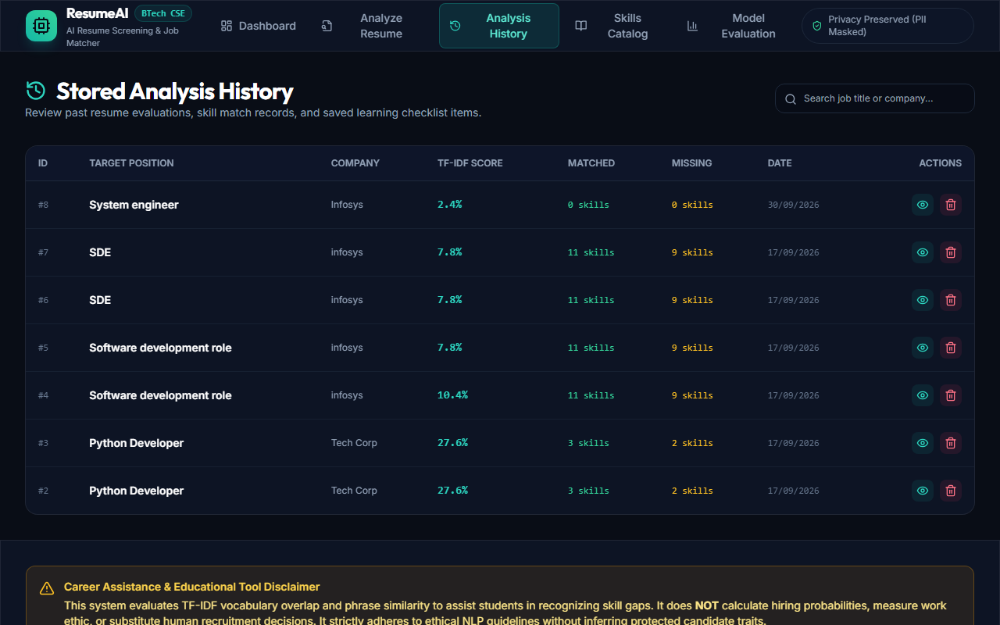 ResumeAI BTech CSE
AI Resume Screening & Job
Matcher
Dashboard
Analyze
Resume
Analysis
History
Skills
Catalog
Model
Evaluation
Privacy Preserved (PII
Masked)
Stored Analysis History
Review past resume evaluations, skill match records, and saved learning checklist items.
Search job title or company...
ID TARGET POSITION COMPANY TF-IDF SCORE MATCHED MISSING DATE ACTIONS
#8 System engineer Infosys 2.4% 0 skills 0 skills 30/09/2026
#7 SDE infosys 7.8% 11 skills 9 skills 17/09/2026
#6 SDE infosys 7.8% 11 skills 9 skills 17/09/2026
#5 Software development role infosys 7.8% 11 skills 9 skills 17/09/2026
#4 Software development role infosys 10.4% 11 skills 9 skills 17/09/2026
#3 Python Developer Tech Corp 27.6% 3 skills 2 skills 17/09/2026
#2 Python Developer Tech Corp 27.6% 3 skills 2 skills 17/09/2026
Career Assistance & Educational Tool Disclaimer
This system evaluates TF-IDF vocabulary overlap and phrase similarity to assist students in recognizing skill gaps. It does NOT calculate hiring probabilities, measure work
ethic, or substitute human recruitment decisions. It strictly adheres to ethical NLP guidelines without inferring protected candidate traits.